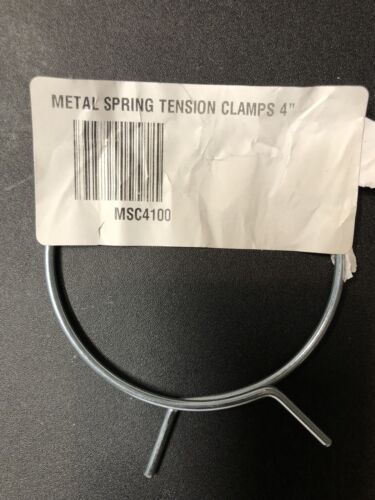 METAL SPRING TENSION CLAMPS 4"
MSC4100